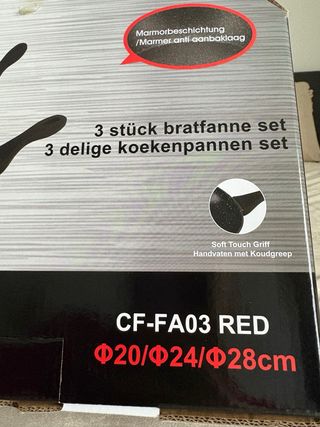 Marmorbeschichtung
/Marmer anti aanbaklaag
3 stück bratfanne set
3 delige koekenpannen set
Soft Touch Griff
Handvaten met Koudgreep
CF-FA03 RED
Φ20/Φ24/Φ28cm